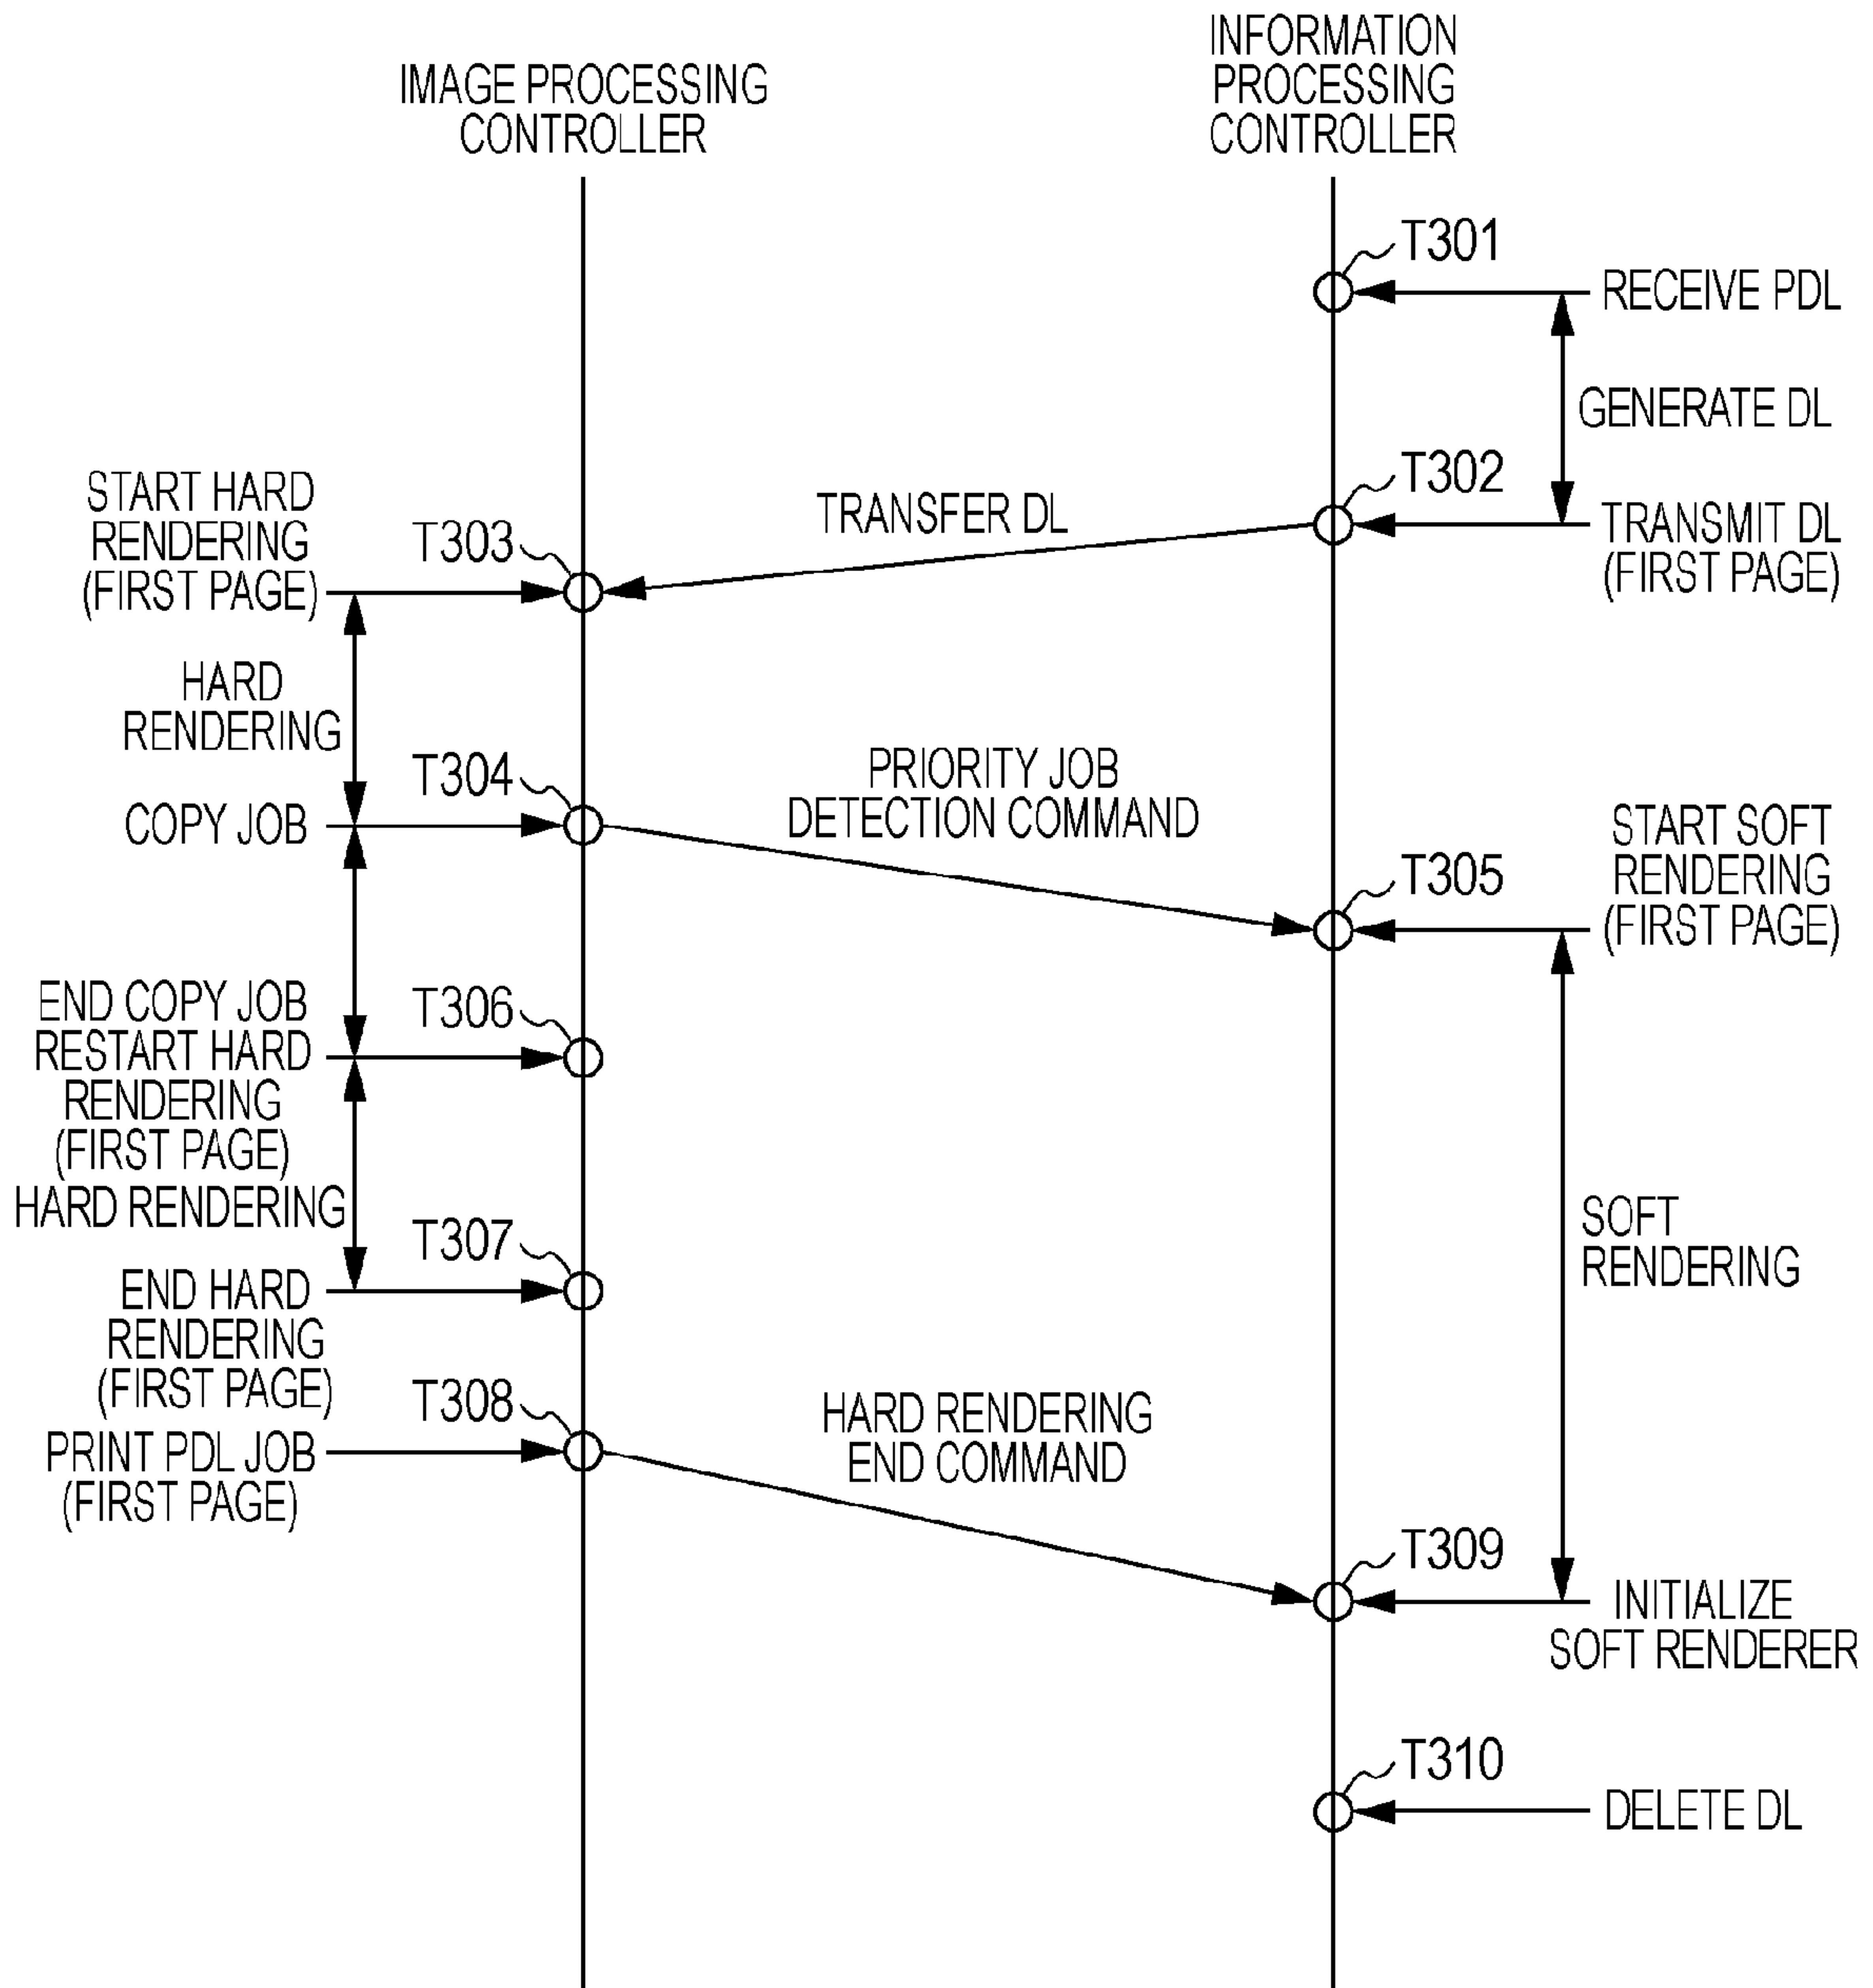 IMAGE PROCESSING
CONTROLLER
INFORMATION
PROCESSING
CONTROLLER
T301
RECEIVE PDL
GENERATE DL
T302
TRANSMIT DL
(FIRST PAGE)
TRANSFER DL
START HARD
RENDERING
(FIRST PAGE)
T303
HARD
RENDERING
T304
COPY JOB
PRIORITY JOB
DETECTION COMMAND
T305
START SOFT
RENDERING
(FIRST PAGE)
END COPY JOB
RESTART HARD
RENDERING
(FIRST PAGE)
T306
HARD RENDERING
SOFT
RENDERING
T307
END HARD
RENDERING
(FIRST PAGE)
T308
PRINT PDL JOB
(FIRST PAGE)
HARD RENDERING
END COMMAND
T309
INITIALIZE
SOFT RENDERER
T310
DELETE DL